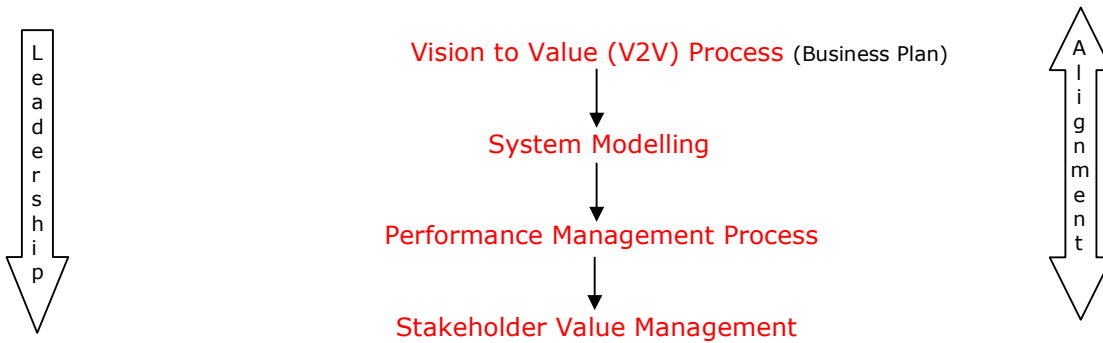 Leadership
Vision to Value (V2V) Process (Business Plan)
System Modelling
Performance Management Process
Stakeholder Value Management
Alignment